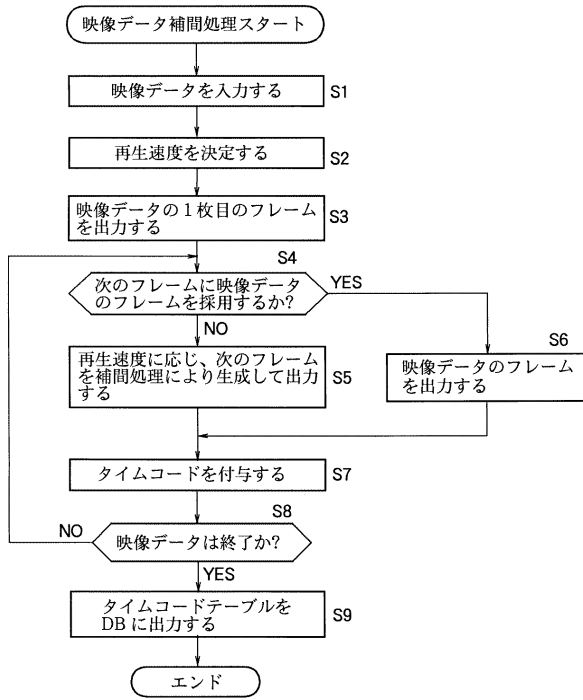 映像データ補間処理スタート
映像データを入力する
S1
再生速度を決定する
S2
映像データの1枚目のフレーム
を出力する
S3
S4
次のフレームに映像データ
のフレームを採用するか?
YES
NO
再生速度に応じ、次のフレーム
を補間処理により生成して出力
する
S5
S6
映像データのフレーム
を出力する
タイムコードを付与する
S7
S8
NO
映像データは終了か?
YES
タイムコードテーブルを
DBに出力する
S9
エンド